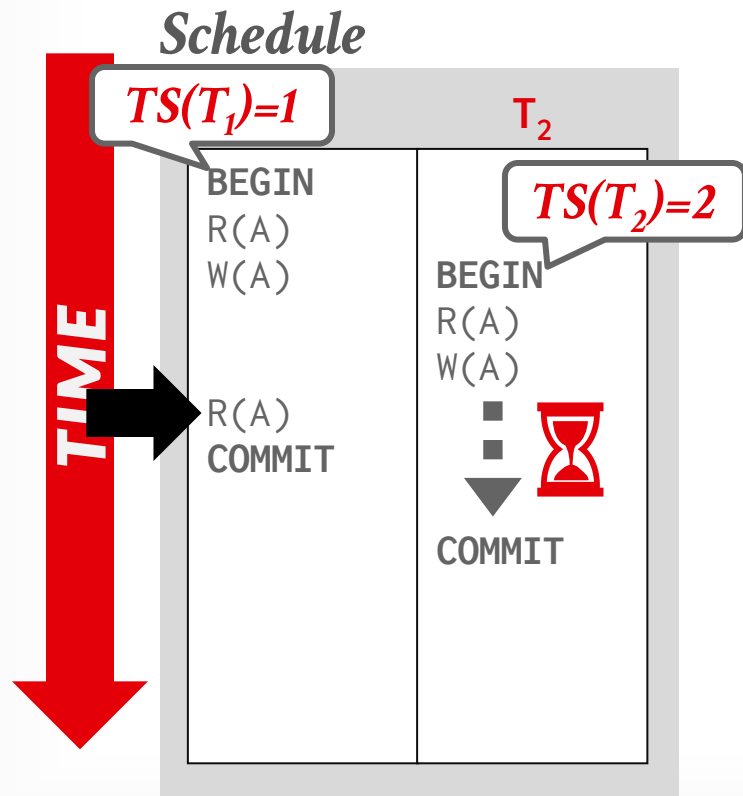 Schedule
TS(T1)=1
T2
BEGIN
R(A)
W(A)
R(A)
COMMIT
TS(T2)=2
BEGIN
R(A)
W(A)
COMMIT
TIME